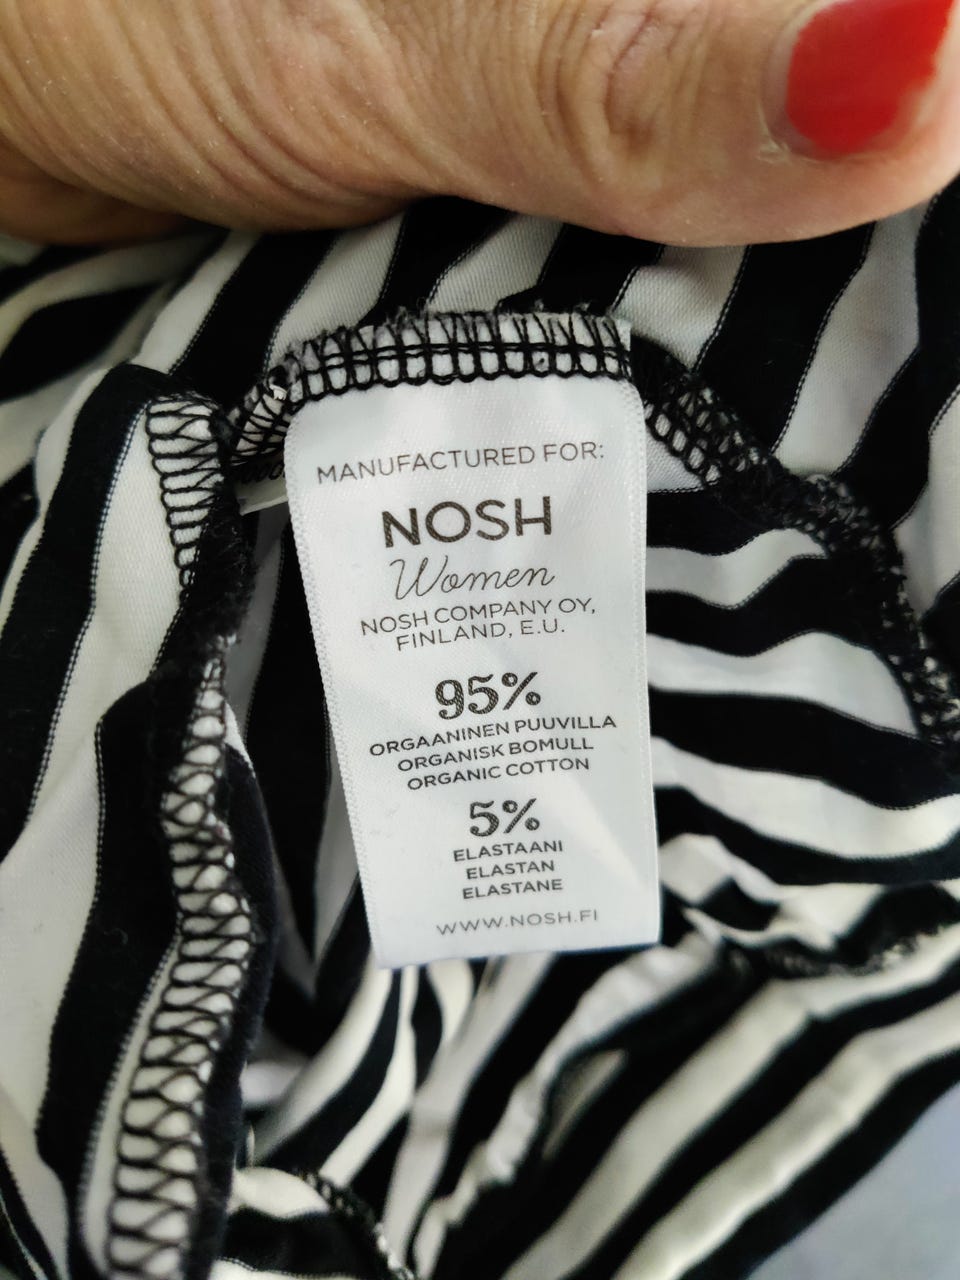 MANUFACTURED FOR:
NOSH
Women
NOSH COMPANY OY,
FINLAND, E.U.
95%
ORGAANINEN PUUVILLA
ORGANISK BOMULL
ORGANIC COTTON
5%
ELASTAANI
ELASTAN
ELASTANE
WWW.NOSH.FI